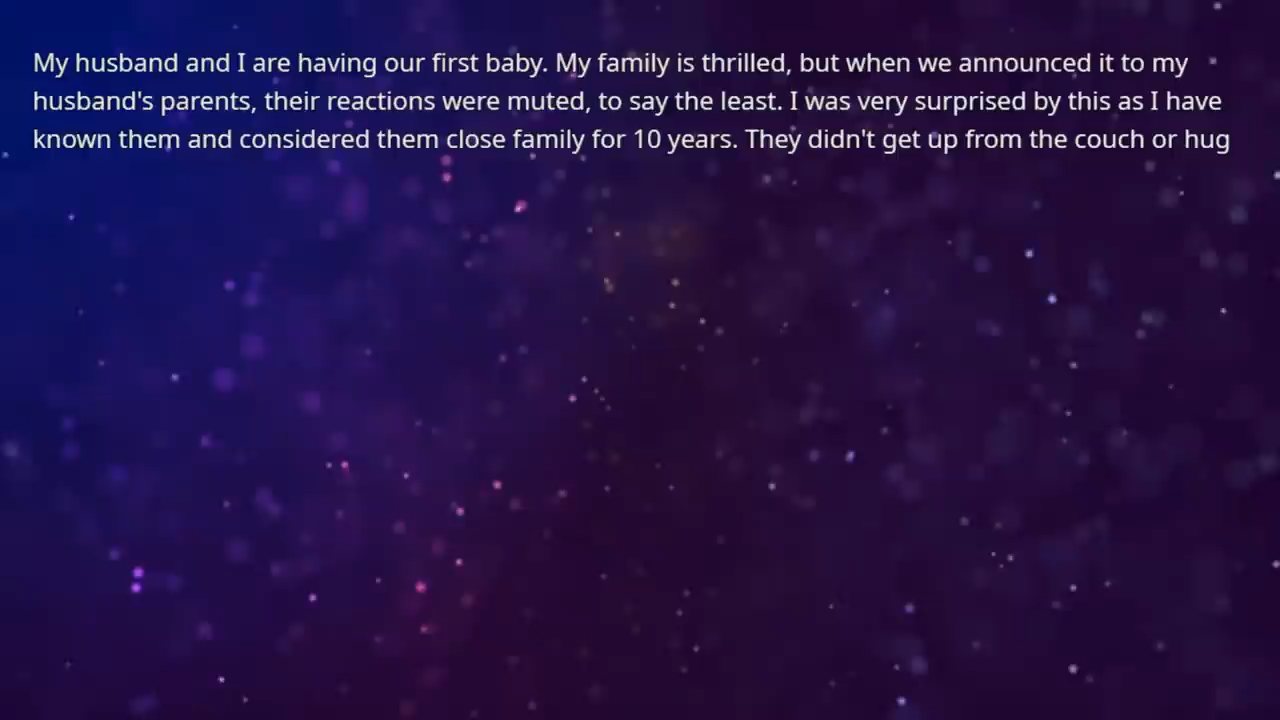 My husband and I are having our first baby. My family is thrilled, but when we announced it to my
husband's parents, their reactions were muted, to say the least. I was very surprised by this as I have
known them and considered them close family for 10 years. They didn't get up from the couch or hug